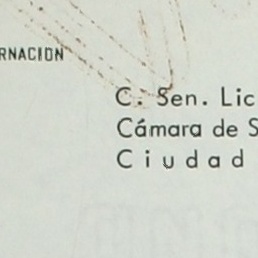 RNACION
C. Sen. Lic
Cámara de S
Ciudad